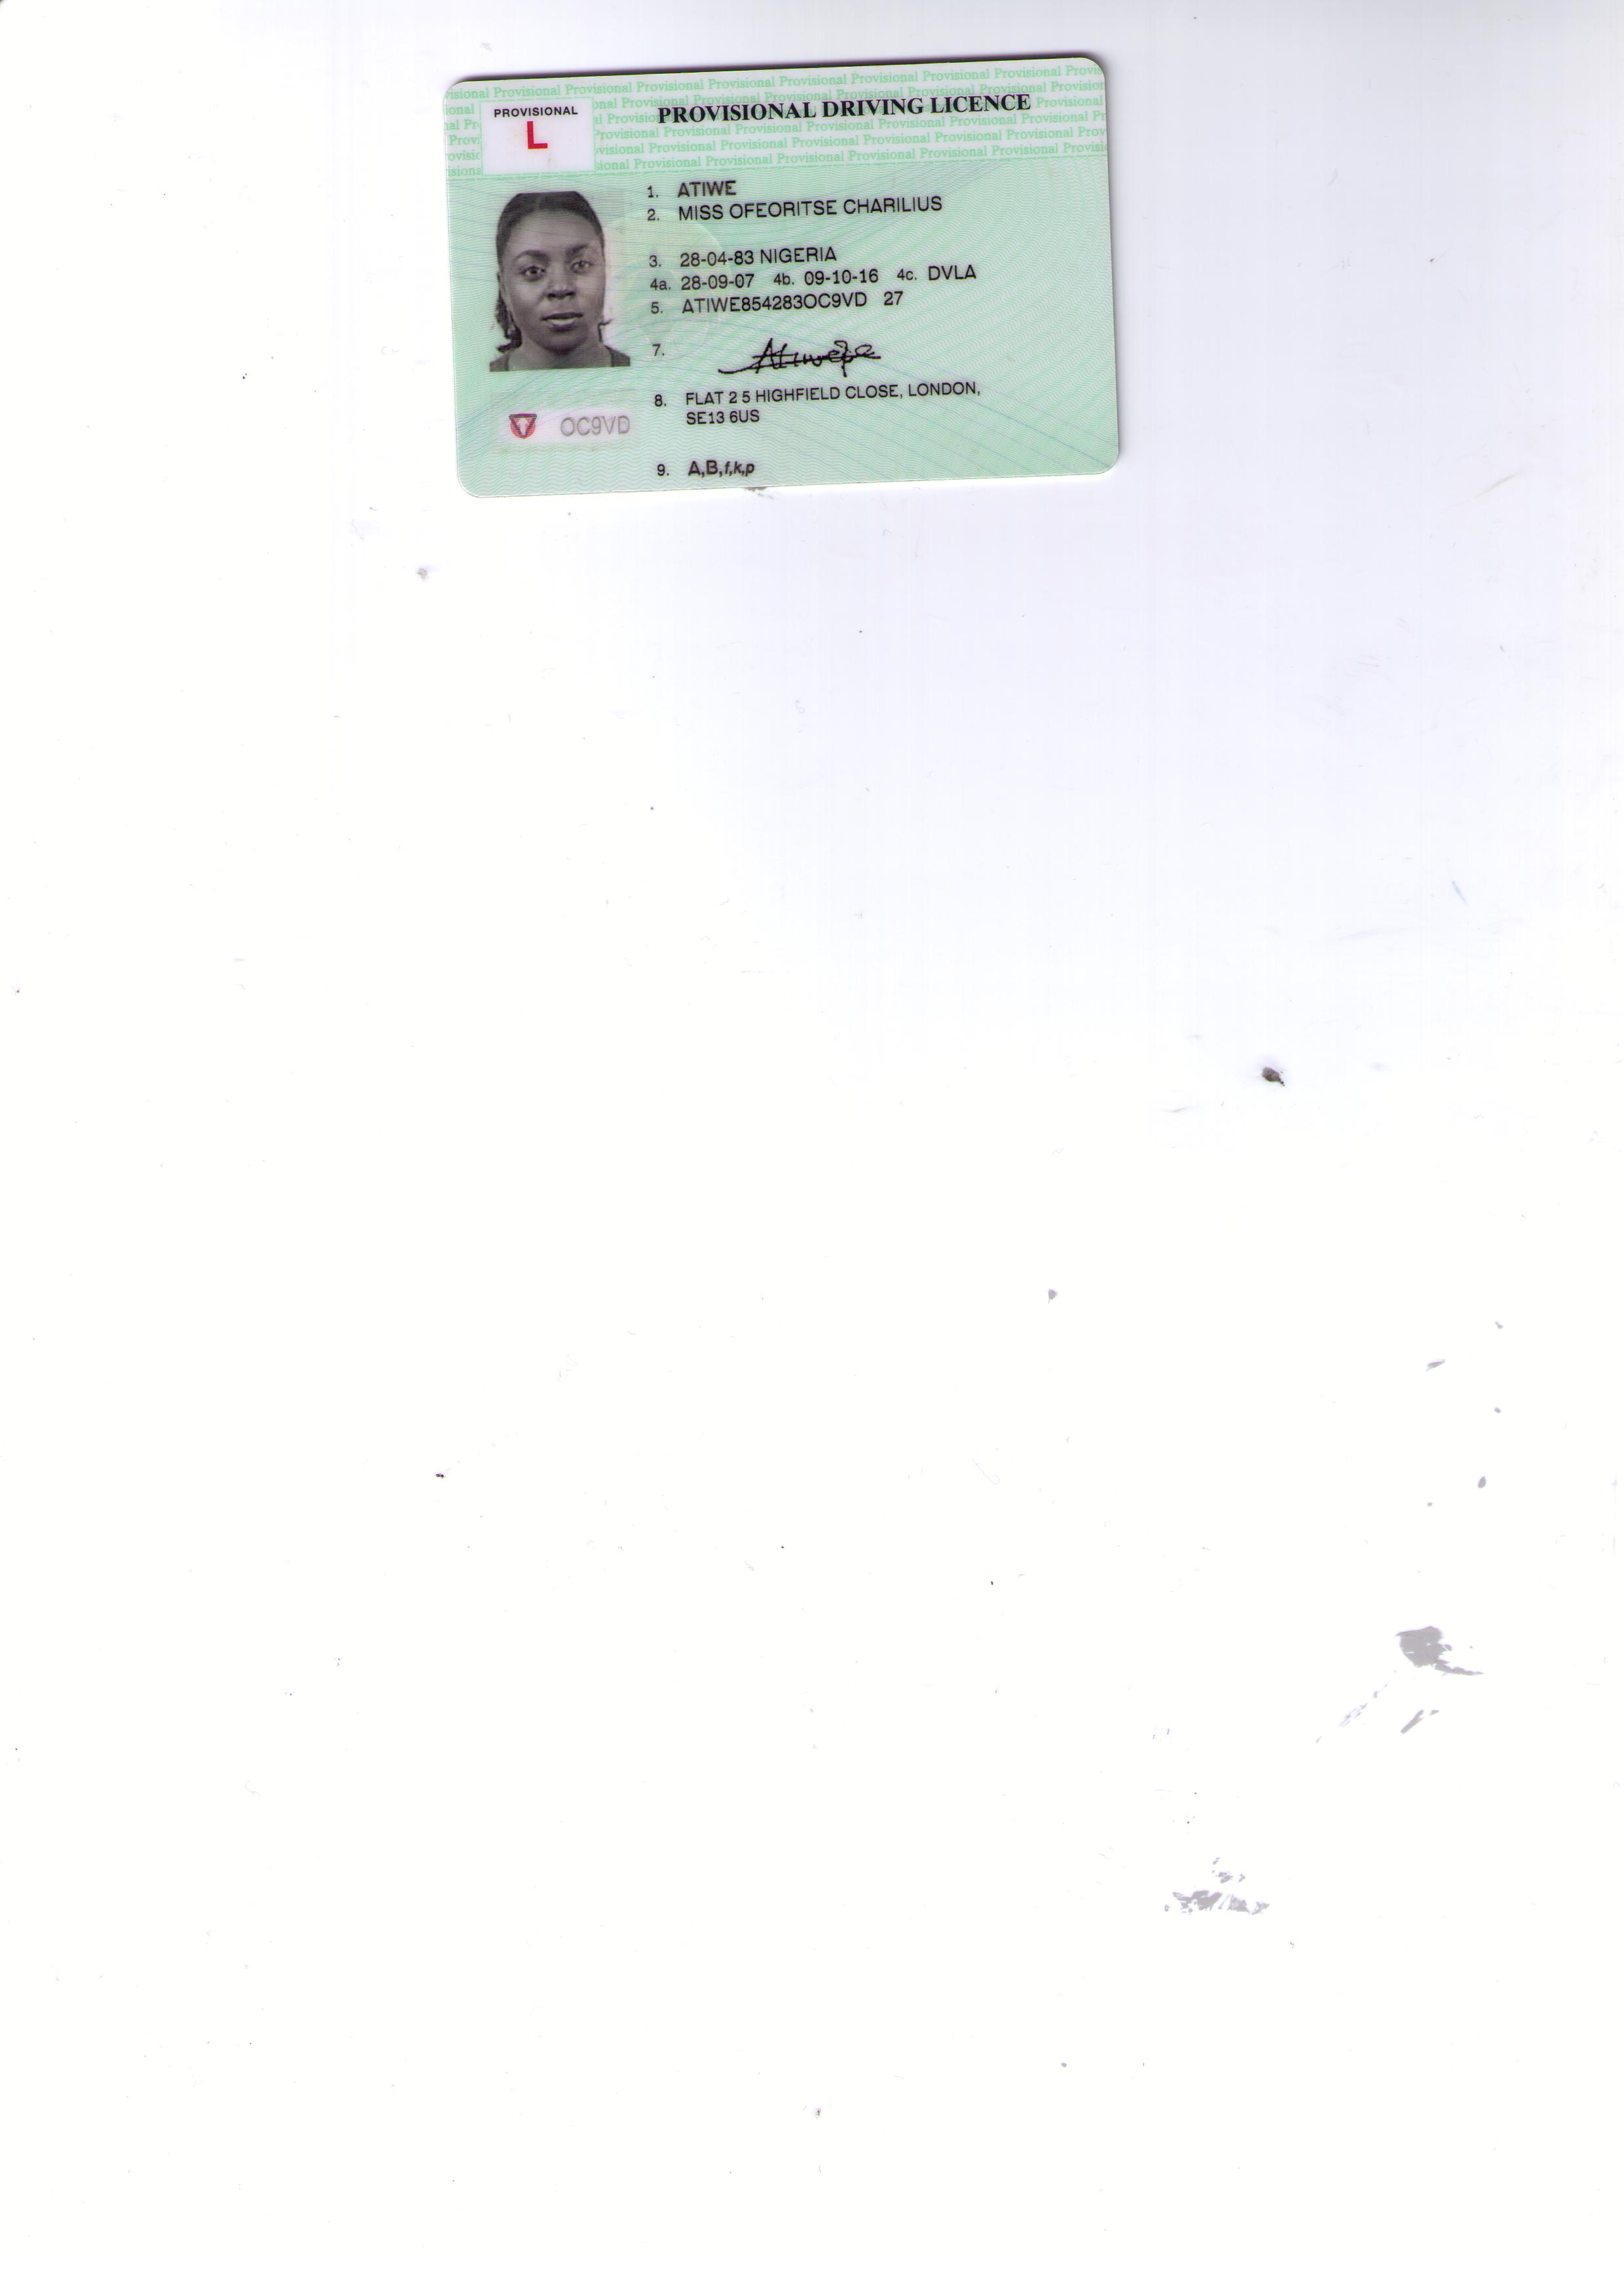 PROVISIONAL
L
PROVISIONAL DRIVING LICENCE
1. ATIWE
2. MISS OFEORITSE CHARILIUS
3. 28-04-83 NIGERIA
4a. 28-09-07 4b. 09-10-16 4c. DVLA
5. ATIWE854283OC9VD 27
7.
8. FLAT 2 5 HIGHFIELD CLOSE, LONDON,
SE13 6US
OC9VD
9. A,B,f,k,p